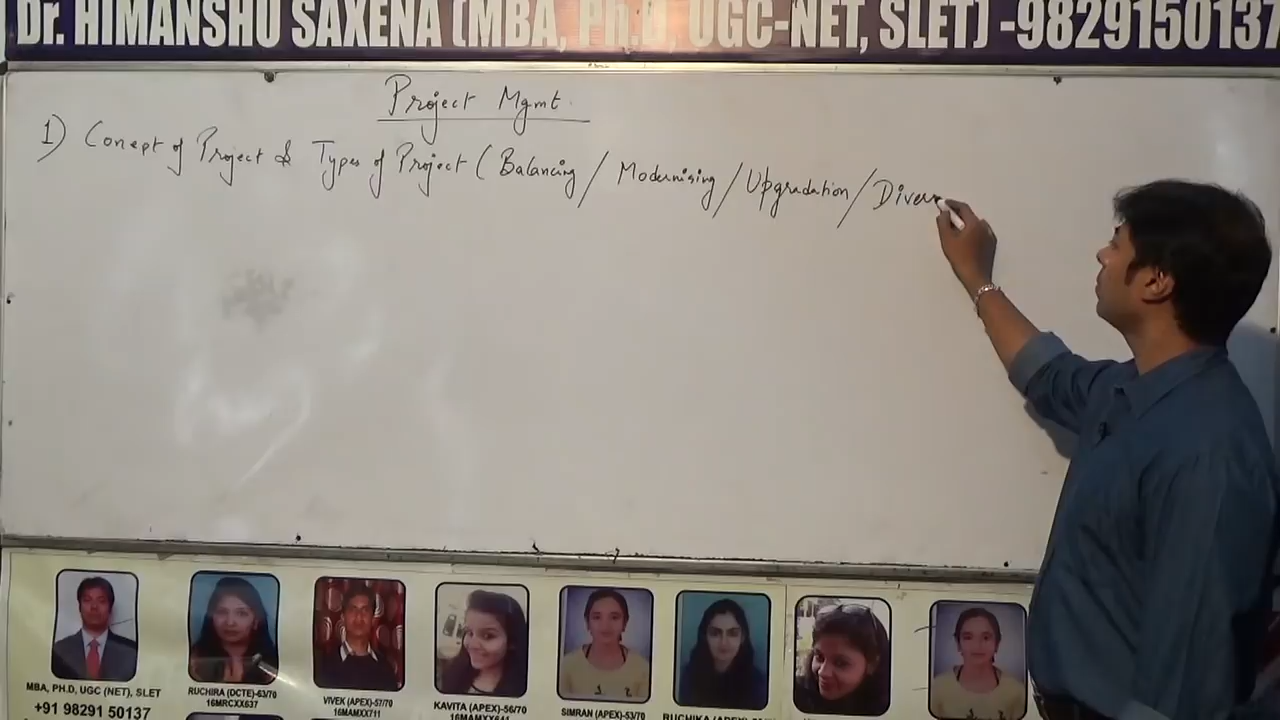 Dr. HIMANSHU SAXENA (MBA, Ph.D, UGC-NET, SLET) -9829150137
Project Mgmt.
1) Concept of Project & Types of Project (Balancing / Modernising / Upgradation / Divers
MBA, PH.D, UGC (NET), SLET
+91 98291 50137
RUCHIRA (DCTE)-63/70
16MRCXX637
VIVEK (APEX)-57/70
16MAMXX711
KAVITA (APEX)-56/70
SIMRAN (APEX)-53/70